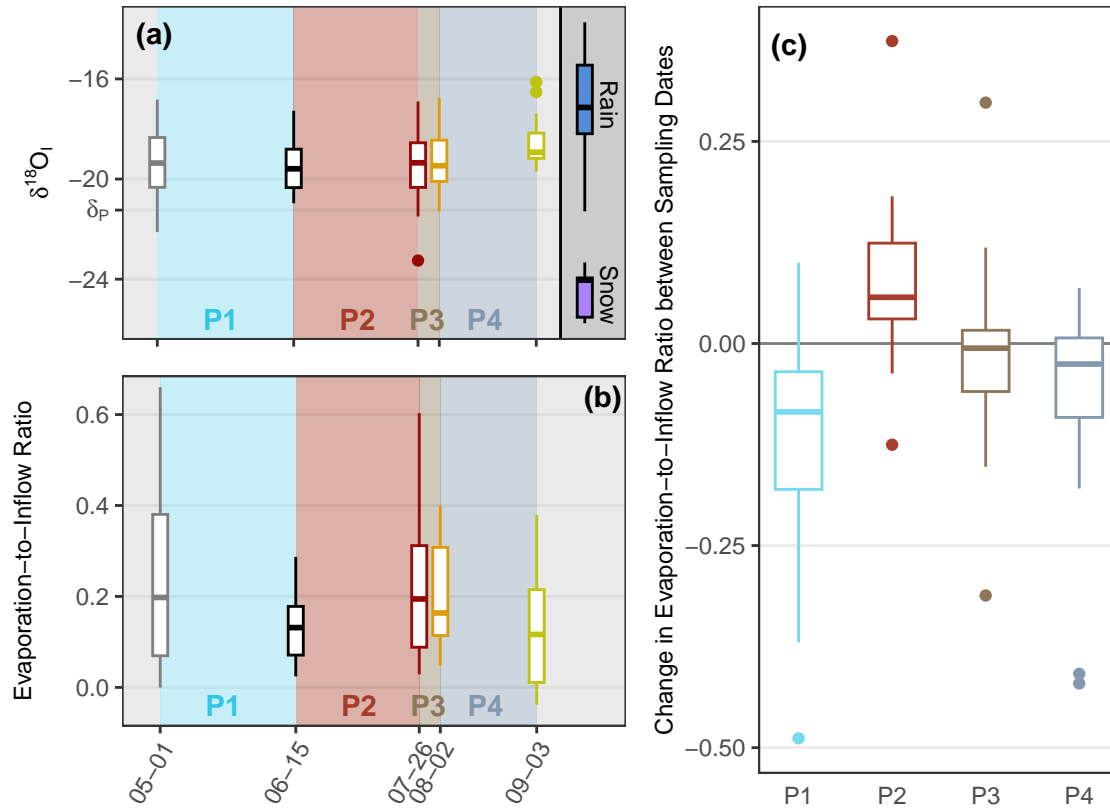 (a)
−16
−20
δP
−24
δ¹⁸Oₗ
P1
P2
P3
P4
Rain
Snow
(b)
0.6
0.4
0.2
0.0
Evaporation−to−Inflow Ratio
P1
P2
P3
P4
05−01
06−15
07−26
08−02
09−03
(c)
0.25
0.00
−0.25
−0.50
Change in Evaporation−to−Inflow Ratio between Sampling Dates
P1
P2
P3
P4